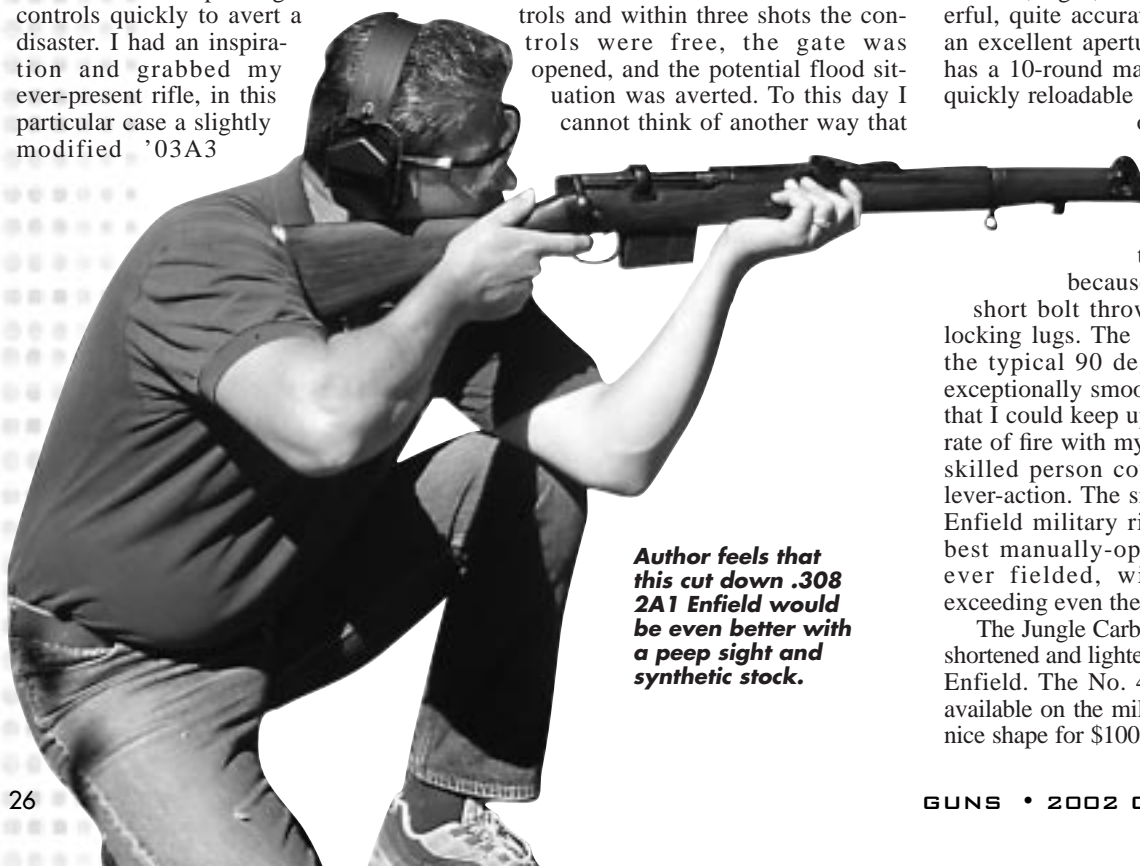 controls quickly to avert a
disaster. I had an inspira-
tion and grabbed my
ever-present rifle, in this
particular case a slightly
modified '03A3
trols and within three shots the con-
trols were free, the gate was
opened, and the potential flood sit-
uation was averted. To this day I
cannot think of another way that
erful, quite accura
an excellent apertu
has a 10-round ma
quickly reloadable
becaus
short bolt throw
locking lugs. The
the typical 90 de
exceptionally smoo
that I could keep up
rate of fire with my
skilled person co
lever-action. The s
Enfield military ri
best manually-op
ever fielded, wi
exceeding even the
The Jungle Carb
shortened and lighte
Enfield. The No. 4
available on the mil
nice shape for $100
Author feels that
this cut down .308
2A1 Enfield would
be even better with
a peep sight and
synthetic stock.
26
GUNS • 2002